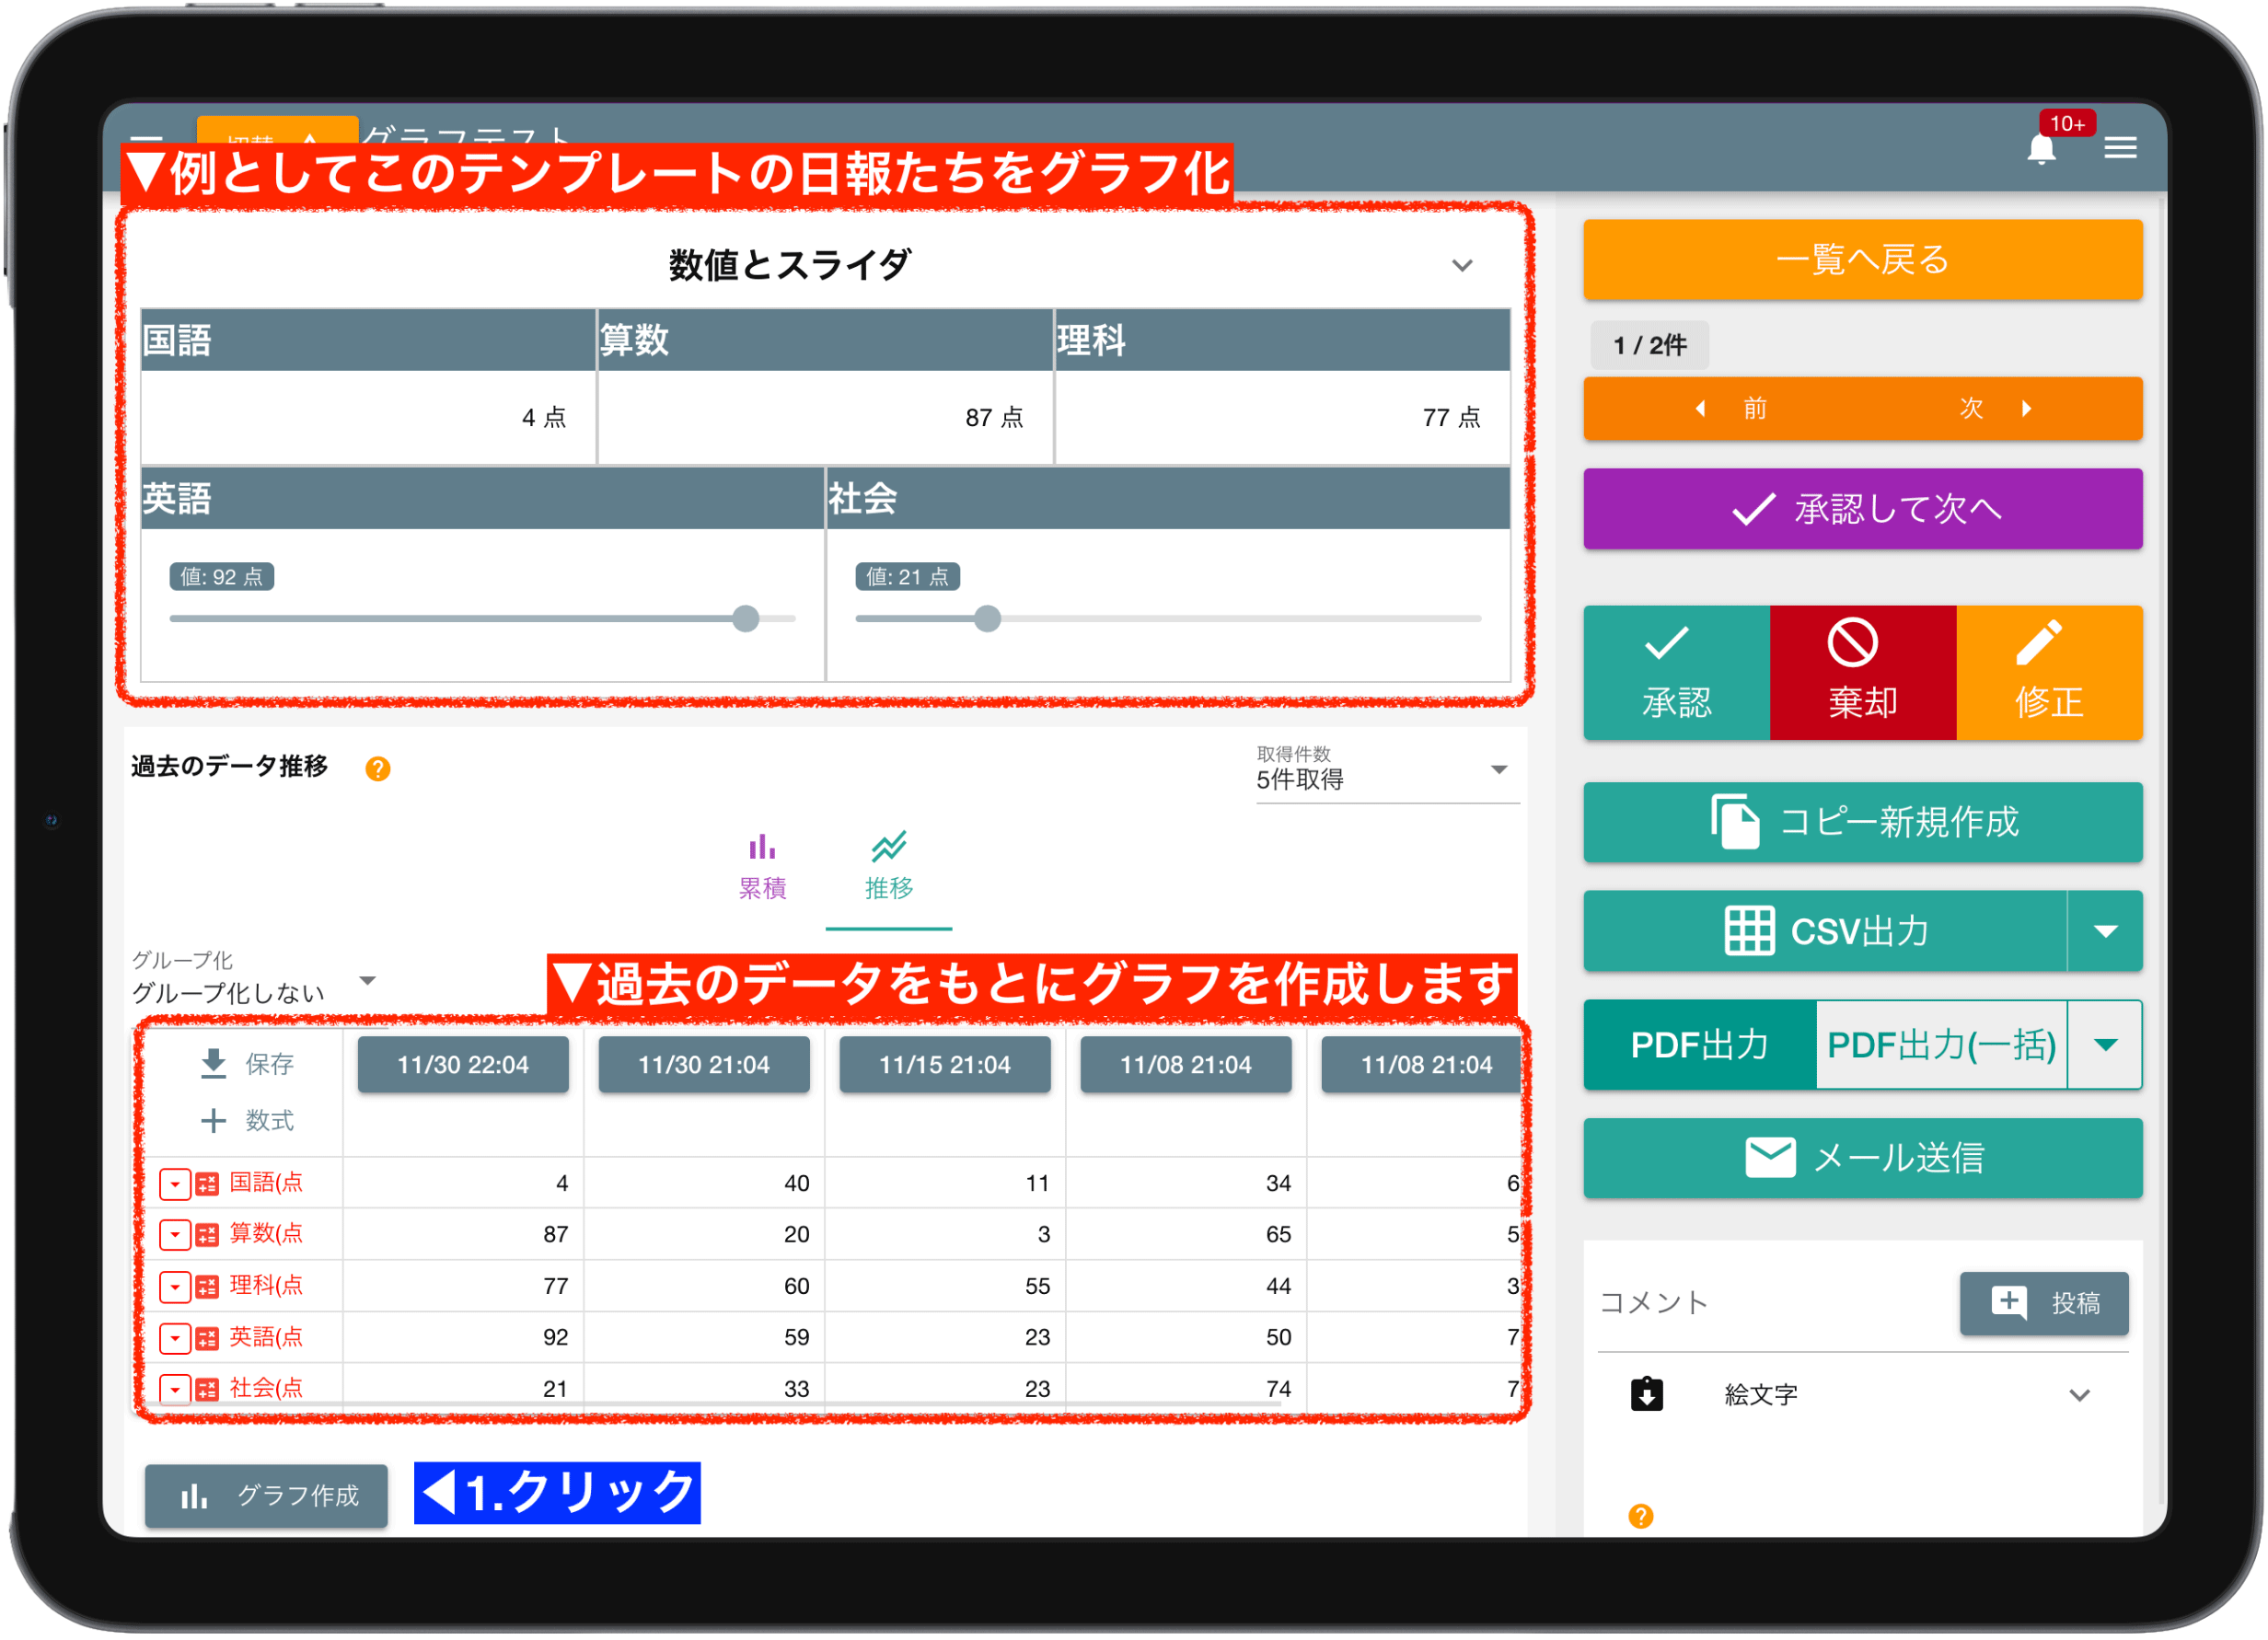 グラフテスト
10+
▼例としてこのテンプレートの日報たちをグラフ化
数値とスライダ
国語 算数 理科
4 点 87 点 77 点
英語 社会
値: 92 点 値: 21 点
過去のデータ推移 ?
取得件数
5件取得
累積 推移
グループ化
グループ化しない
▼過去のデータをもとにグラフを作成します
保存 11/30 22:04 11/30 21:04 11/15 21:04 11/08 21:04 11/08 21:04
数式
国語(点 4 40 11 34 6
算数(点 87 20 3 65 5
理科(点 77 60 55 44 3
英語(点 92 59 23 50 7
社会(点 21 33 23 74 7
グラフ作成
◀1.クリック
一覧へ戻る
1 / 2件
前 次
承認して次へ
承認 棄却 修正
コピー新規作成
CSV出力
PDF出力 PDF出力(一括)
メール送信
コメント 投稿
絵文字
?